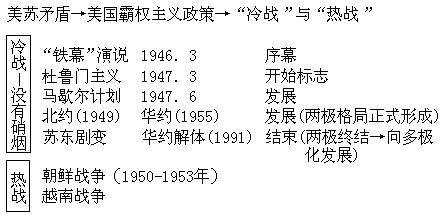 美苏矛盾→美国霸权主义政策→“冷战”与“热战”
冷战—没有硝烟
“铁幕”演说 1946.3 序幕
杜鲁门主义 1947.3 开始标志
马歇尔计划 1947.6 发展
北约(1949) 华约(1955) 发展(两极格局正式形成)
苏东剧变 华约解体(1991) 结束(两极终结→向多极
化发展)
热战
朝鲜战争(1950-1953年)
越南战争